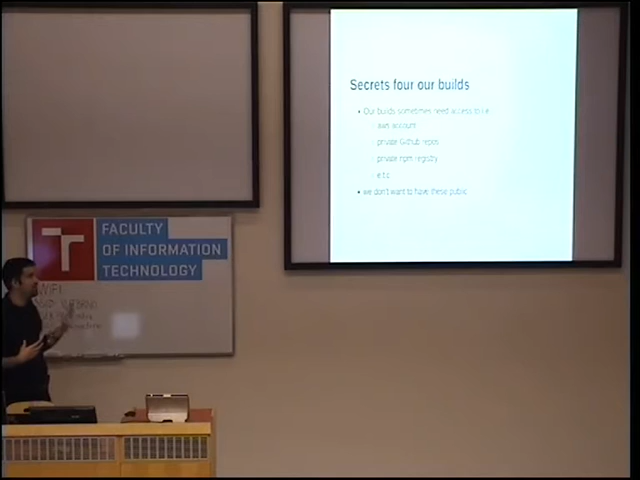 Secrets four our builds
• Our builds sometimes need access to i.e.
- aws account
- private Github repos
- private npm registry
- e.t.c.
• we don't want to have these public
FACULTY
OF INFORMATION
TECHNOLOGY
WIFI